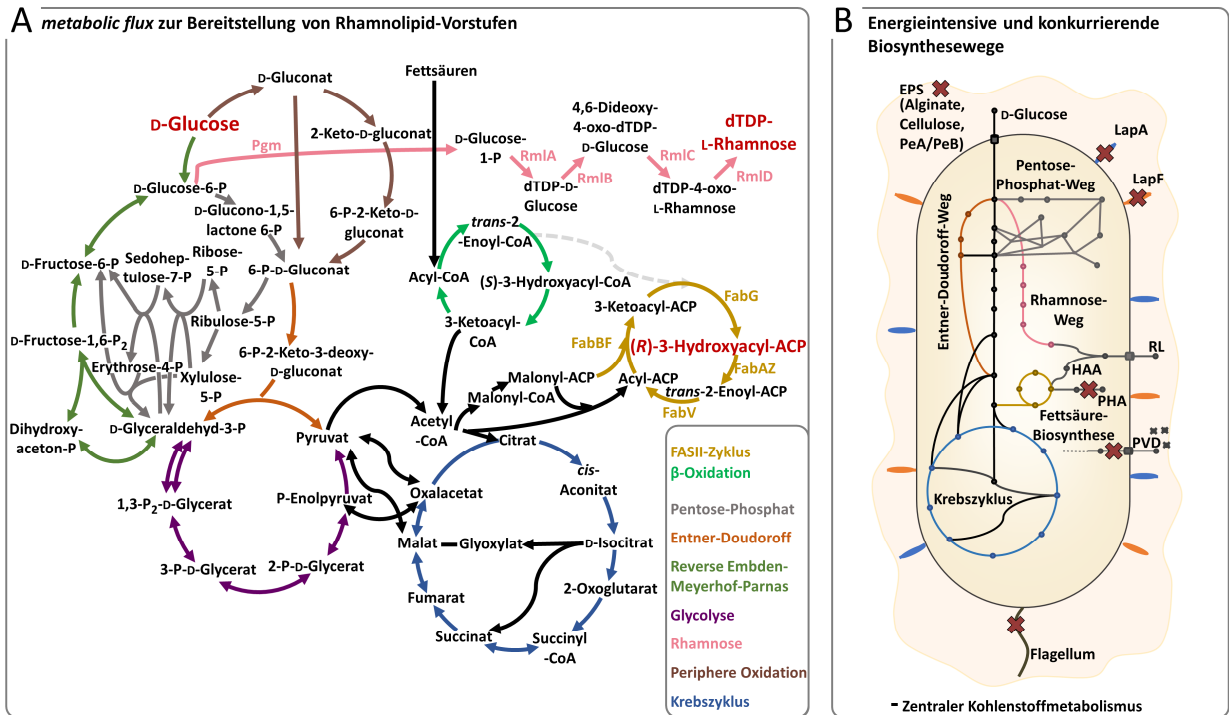 A metabolic flux zur Bereitstellung von Rhamnolipid-Vorstufen
D-Gluconat
Fettsäuren
D-Glucose
2-Keto-D-gluconat
Pgm
D-Glucose-
1-P
RmlA
dTDP-D-
Glucose
RmlB
4,6-Dideoxy-
4-oxo-dTDP-
D-Glucose
RmlC
dTDP-4-oxo-
L-Rhamnose
RmlD
dTDP-
L-Rhamnose
D-Glucose-6-P
D-Glucono-1,5-
lactone 6-P
6-P-2-Keto-D-
gluconat
D-Fructose-6-P
Sedohep-
tulose-7-P
Ribose-
5-P
6-P-D-Gluconat
Acyl-CoA
trans-2
-Enoyl-CoA
(S)-3-Hydroxyacyl-CoA
3-Ketoacyl-
CoA
3-Ketoacyl-ACP
FabG
(R)-3-Hydroxyacyl-ACP
FabBF
FabAZ
Acyl-ACP
trans-2-Enoyl-ACP
FabV
Ribulose-5-P
D-Fructose-1,6-P2
Erythrose-4-P
Xylulose-
5-P
6-P-2-Keto-3-deoxy-
D-gluconat
Malonyl-ACP
Malonyl-CoA
Dihydroxy-
aceton-P
D-Glyceraldehyd-3-P
Pyruvat
Acetyl
-CoA
Citrat
cis-
Aconitat
1,3-P2-D-Glycerat
P-Enolpyruvat
Oxalacetat
Malat
Glyoxylat
D-Isocitrat
3-P-D-Glycerat
2-P-D-Glycerat
Fumarat
2-Oxoglutarat
Succinat
Succinyl
-CoA
FASII-Zyklus
β-Oxidation
Pentose-Phosphat
Entner-Doudoroff
Reverse Embden-
Meyerhof-Parnas
Glycolyse
Rhamnose
Periphere Oxidation
Krebszyklus
B Energieintensive und konkurrierende
Biosynthesewege
EPS
(Alginate,
Cellulose,
PeA/PeB)
D-Glucose
LapA
LapF
Pentose-
Phosphat-Weg
Entner-Doudoroff-Weg
Rhamnose-
Weg
RL
HAA
PHA
Fettsäure-
Biosynthese
PVD
Krebszyklus
Flagellum
- Zentraler Kohlenstoffmetabolismus